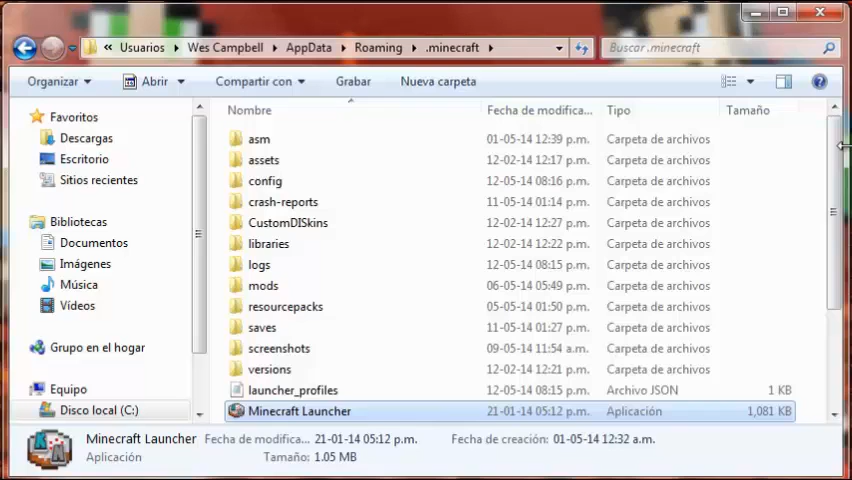 « Usuarios Wes Campbell AppData Roaming .minecraft Buscar .minecraft
Organizar Abrir Compartir con Grabar Nueva carpeta
Favoritos
Descargas
Escritorio
Sitios recientes
Bibliotecas
Documentos
Imágenes
Música
Vídeos
Grupo en el hogar
Equipo
Disco local (C:)
Nombre Fecha de modifica... Tipo Tamaño
asm 01-05-14 12:39 p.m. Carpeta de archivos
assets 12-02-14 12:17 p.m. Carpeta de archivos
config 12-05-14 08:16 p.m. Carpeta de archivos
crash-reports 11-05-14 01:14 p.m. Carpeta de archivos
CustomDISkins 12-02-14 12:27 p.m. Carpeta de archivos
libraries 12-02-14 12:22 p.m. Carpeta de archivos
logs 12-05-14 08:15 p.m. Carpeta de archivos
mods 06-05-14 05:49 p.m. Carpeta de archivos
resourcepacks 05-05-14 01:50 p.m. Carpeta de archivos
saves 11-05-14 01:27 p.m. Carpeta de archivos
screenshots 09-05-14 11:54 a.m. Carpeta de archivos
versions 12-02-14 12:21 p.m. Carpeta de archivos
launcher_profiles 12-05-14 08:15 p.m. Archivo JSON 1 KB
Minecraft Launcher 21-01-14 05:12 p.m. Aplicación 1,081 KB
Minecraft Launcher Fecha de modifica... 21-01-14 05:12 p.m. Fecha de creación: 01-05-14 12:32 a.m.
Aplicación Tamaño: 1.05 MB